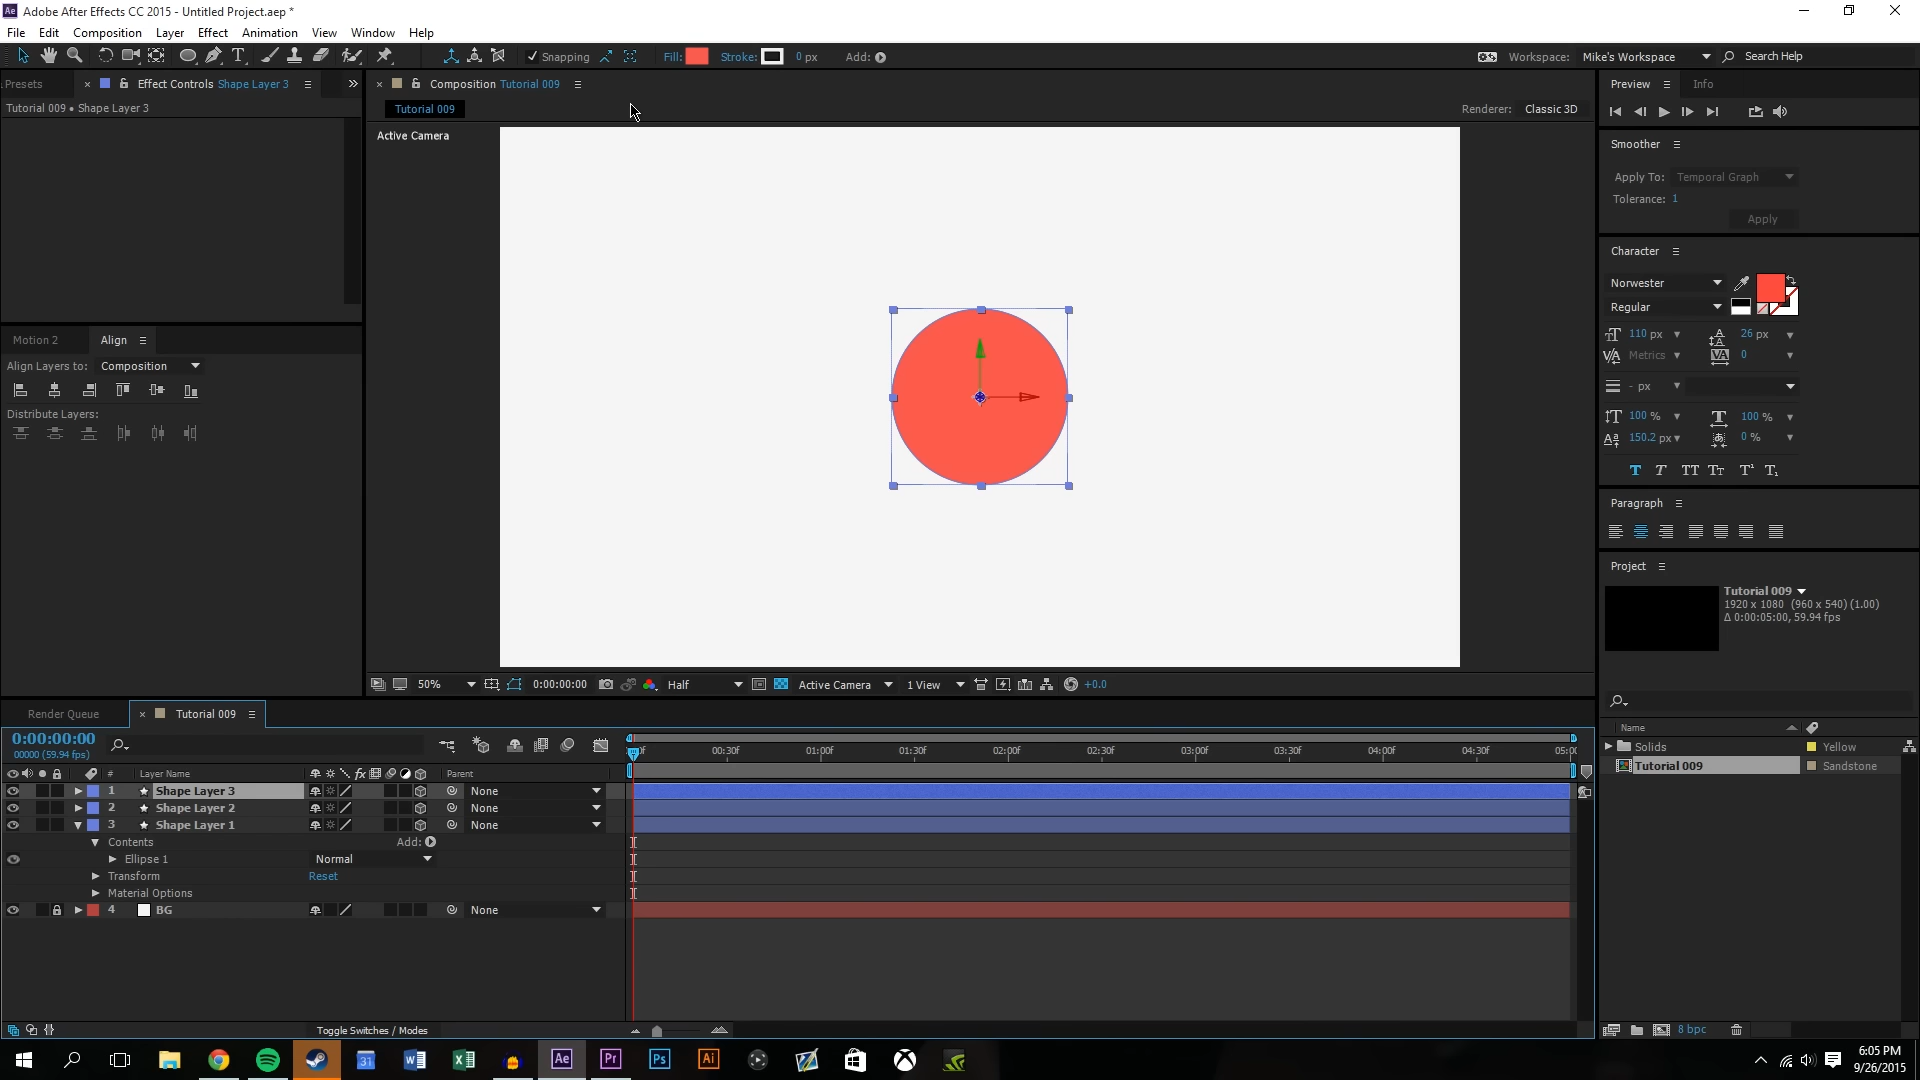 Adobe After Effects CC 2015 - Untitled Project.aep *
File Edit Composition Layer Effect Animation View Window Help
Snapping Fill: Stroke: 0 px Add: Workspace: Mike's Workspace Search Help
Presets Effect Controls Shape Layer 3 Composition Tutorial 009 Preview Info
Tutorial 009 • Shape Layer 3
Tutorial 009 Renderer: Classic 3D
Active Camera
Smoother
Apply To: Temporal Graph
Tolerance: 1
Apply
Character
Norwester
Regular
110 px 26 px
Metrics 0
- px
100 % 100 %
150.2 px 0 %
Paragraph
Motion 2 Align
Align Layers to: Composition
Distribute Layers:
Project
Tutorial 009
1920 x 1080 (960 x 540) (1.00)
Δ 0:00:05:00, 59.94 fps
50% 0:00:00:00 Half Active Camera 1 View +0.0
Render Queue Tutorial 009
0:00:00:00
00000 (59.94 fps)
00:30f 01:00f 01:30f 02:00f 02:30f 03:00f 03:30f 04:00f 04:30f 05:00
# Layer Name Parent
1 Shape Layer 3 None
2 Shape Layer 2 None
3 Shape Layer 1 None
Contents Add:
Ellipse 1 Normal
Transform Reset
Material Options
4 BG None
Toggle Switches / Modes
Name
Solids Yellow
Tutorial 009 Sandstone
8 bpc
31 Ae Pr Ps Ai
6:05 PM
9/26/2015